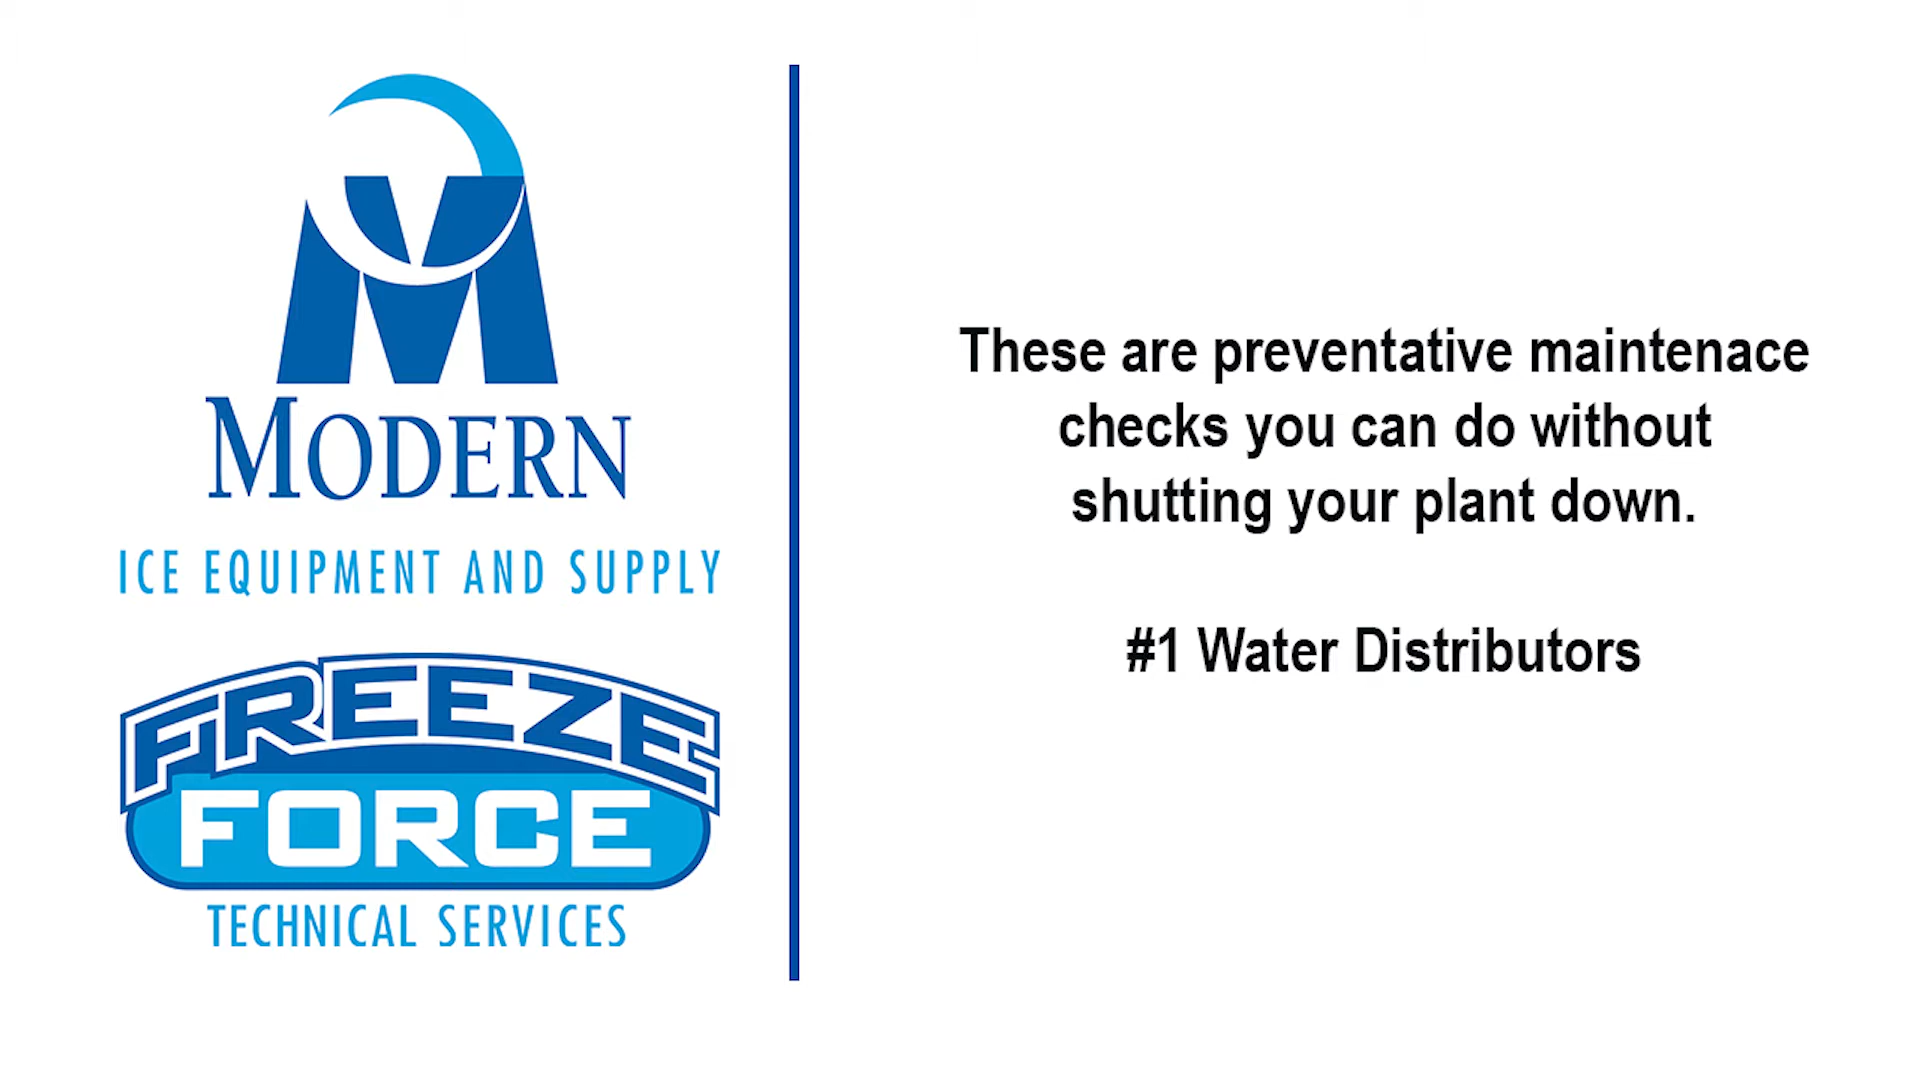 MODERN
ICE EQUIPMENT AND SUPPLY
FREEZE
FORCE
TECHNICAL SERVICES
These are preventative maintenace
checks you can do without
shutting your plant down.
#1 Water Distributors